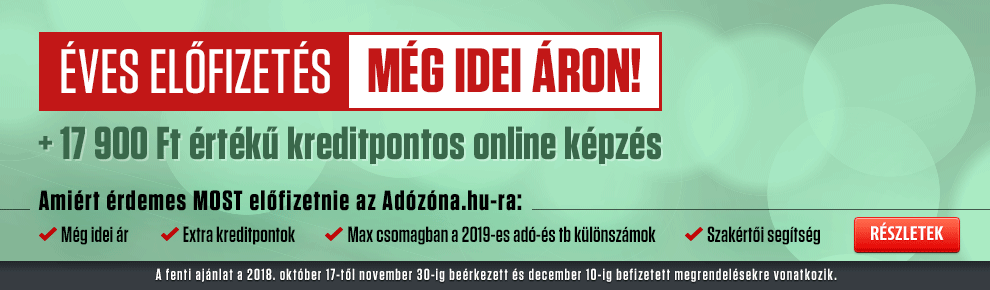 ÉVES ELŐFIZETÉS MÉG IDEI ÁRON!
+ 17 900 Ft értékű kreditpontos online képzés
Amiért érdemes MOST előfizetnie az Adózóna.hu-ra:
Még idei ár Extra kreditpontok Max csomagban a 2019-es adó-és tb különszámok Szakértői segítség RÉSZLETEK
A fenti ajánlat a 2018. október 17-től november 30-ig beérkezett és december 10-ig befizetett megrendelésekre vonatkozik.